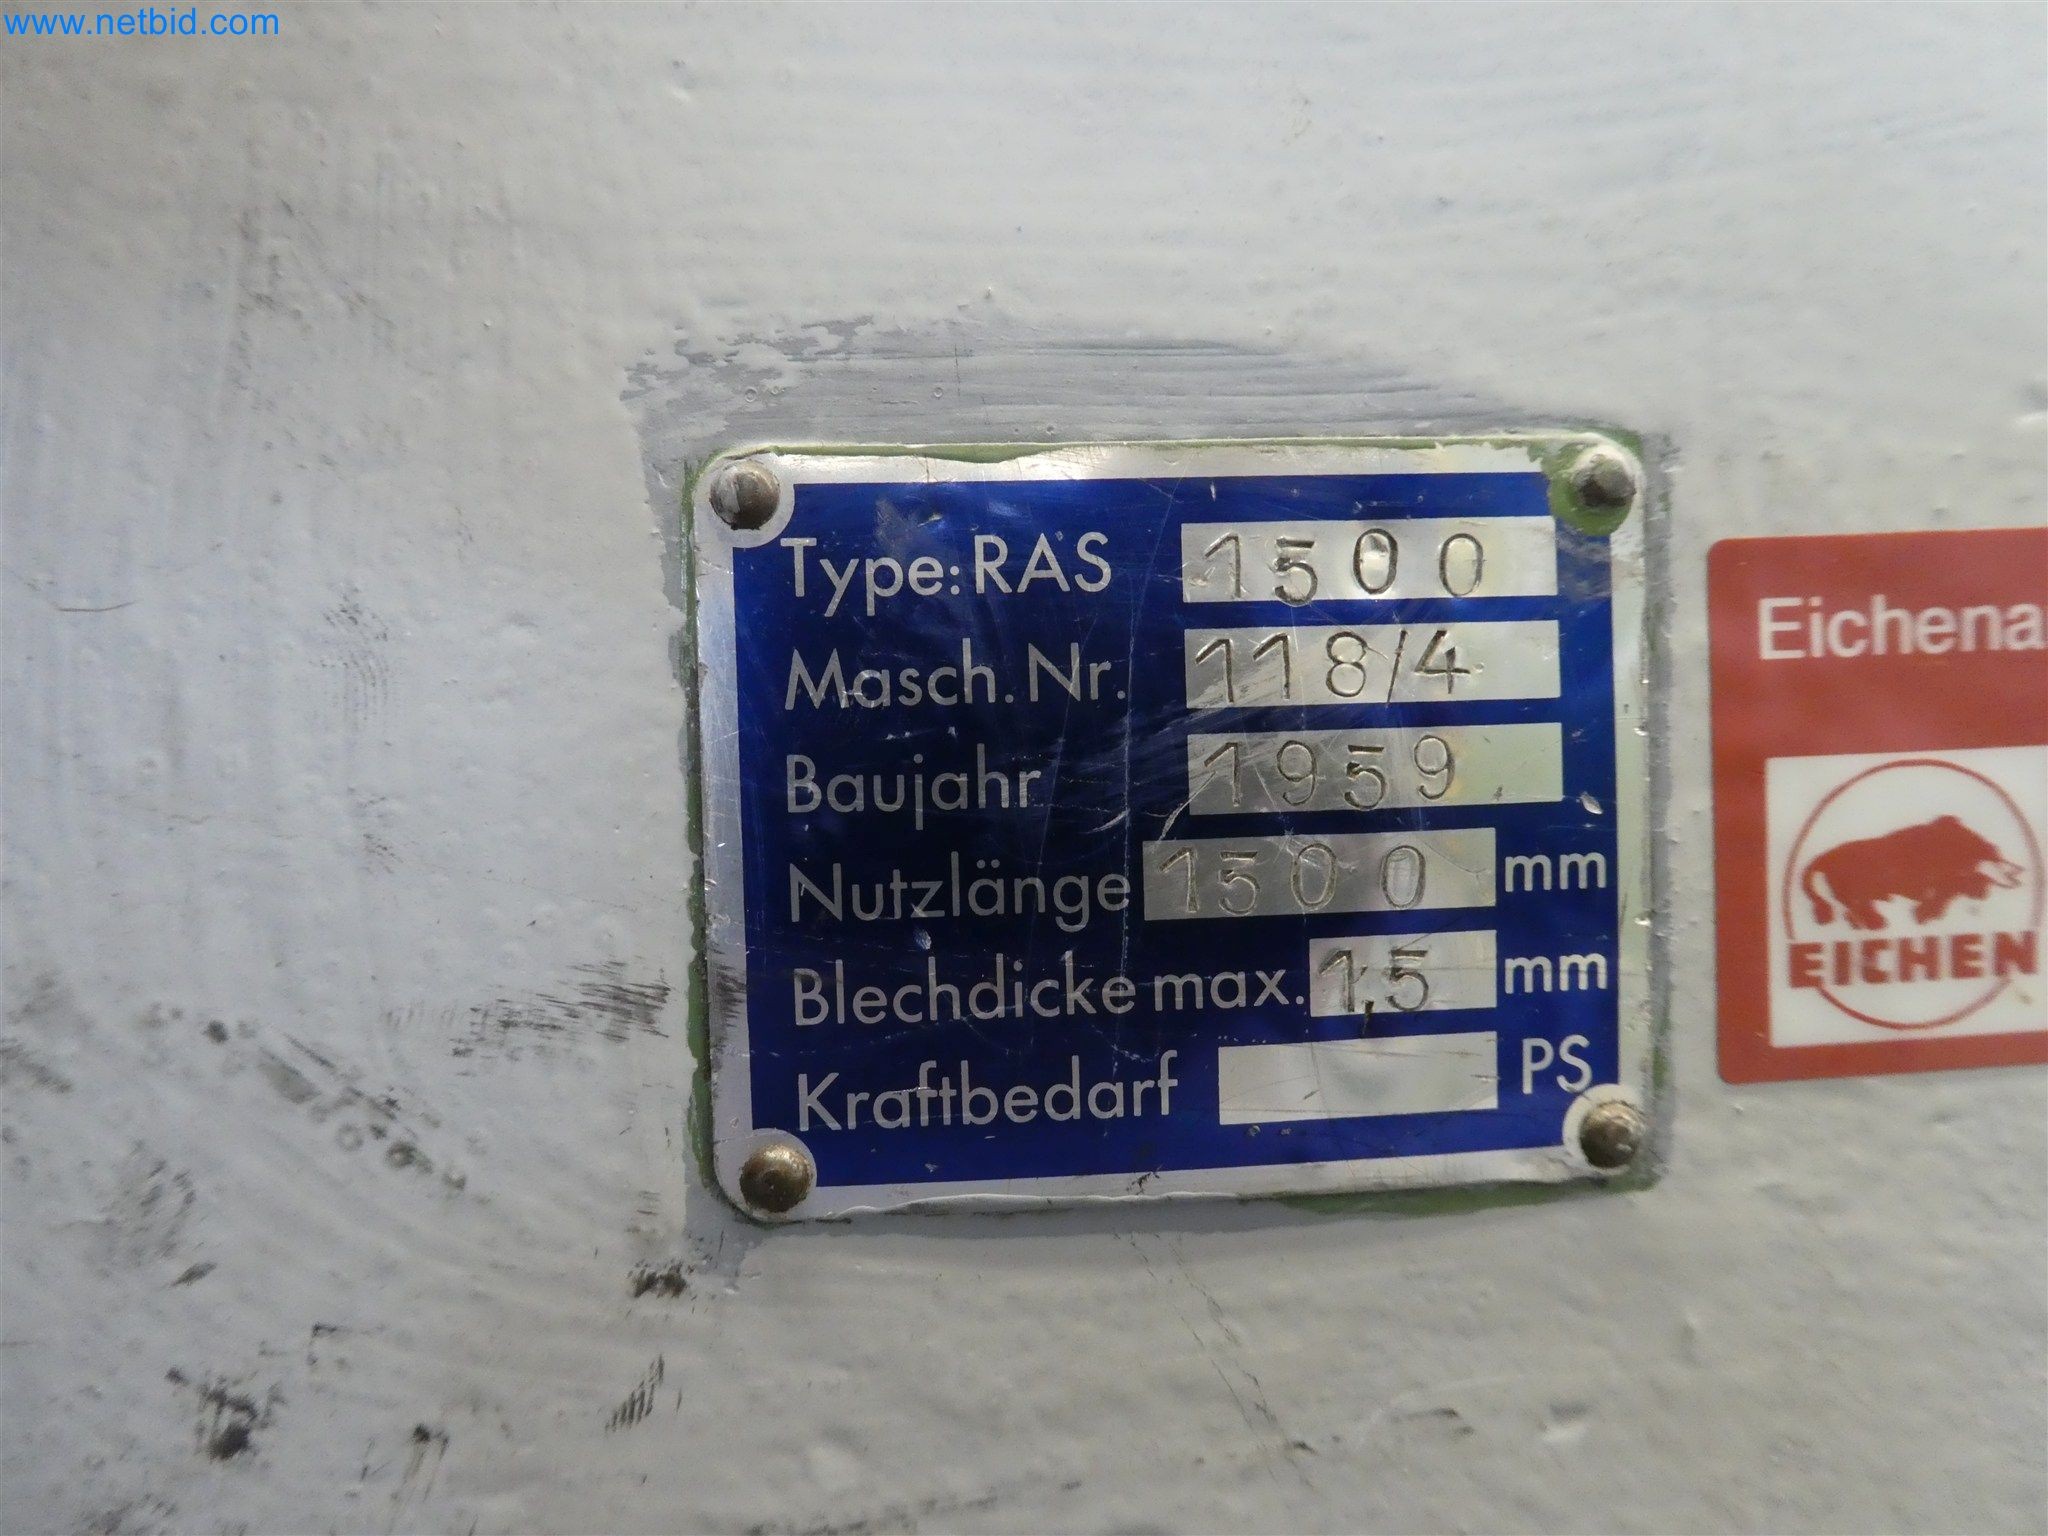 www.netbid.com
Type: RAS 1500
Masch. Nr. 118/4
Baujahr 1959
Nutzlänge 1500 mm
Blechdicke max. 1,5 mm
Kraftbedarf PS
Eichena
EICHEN